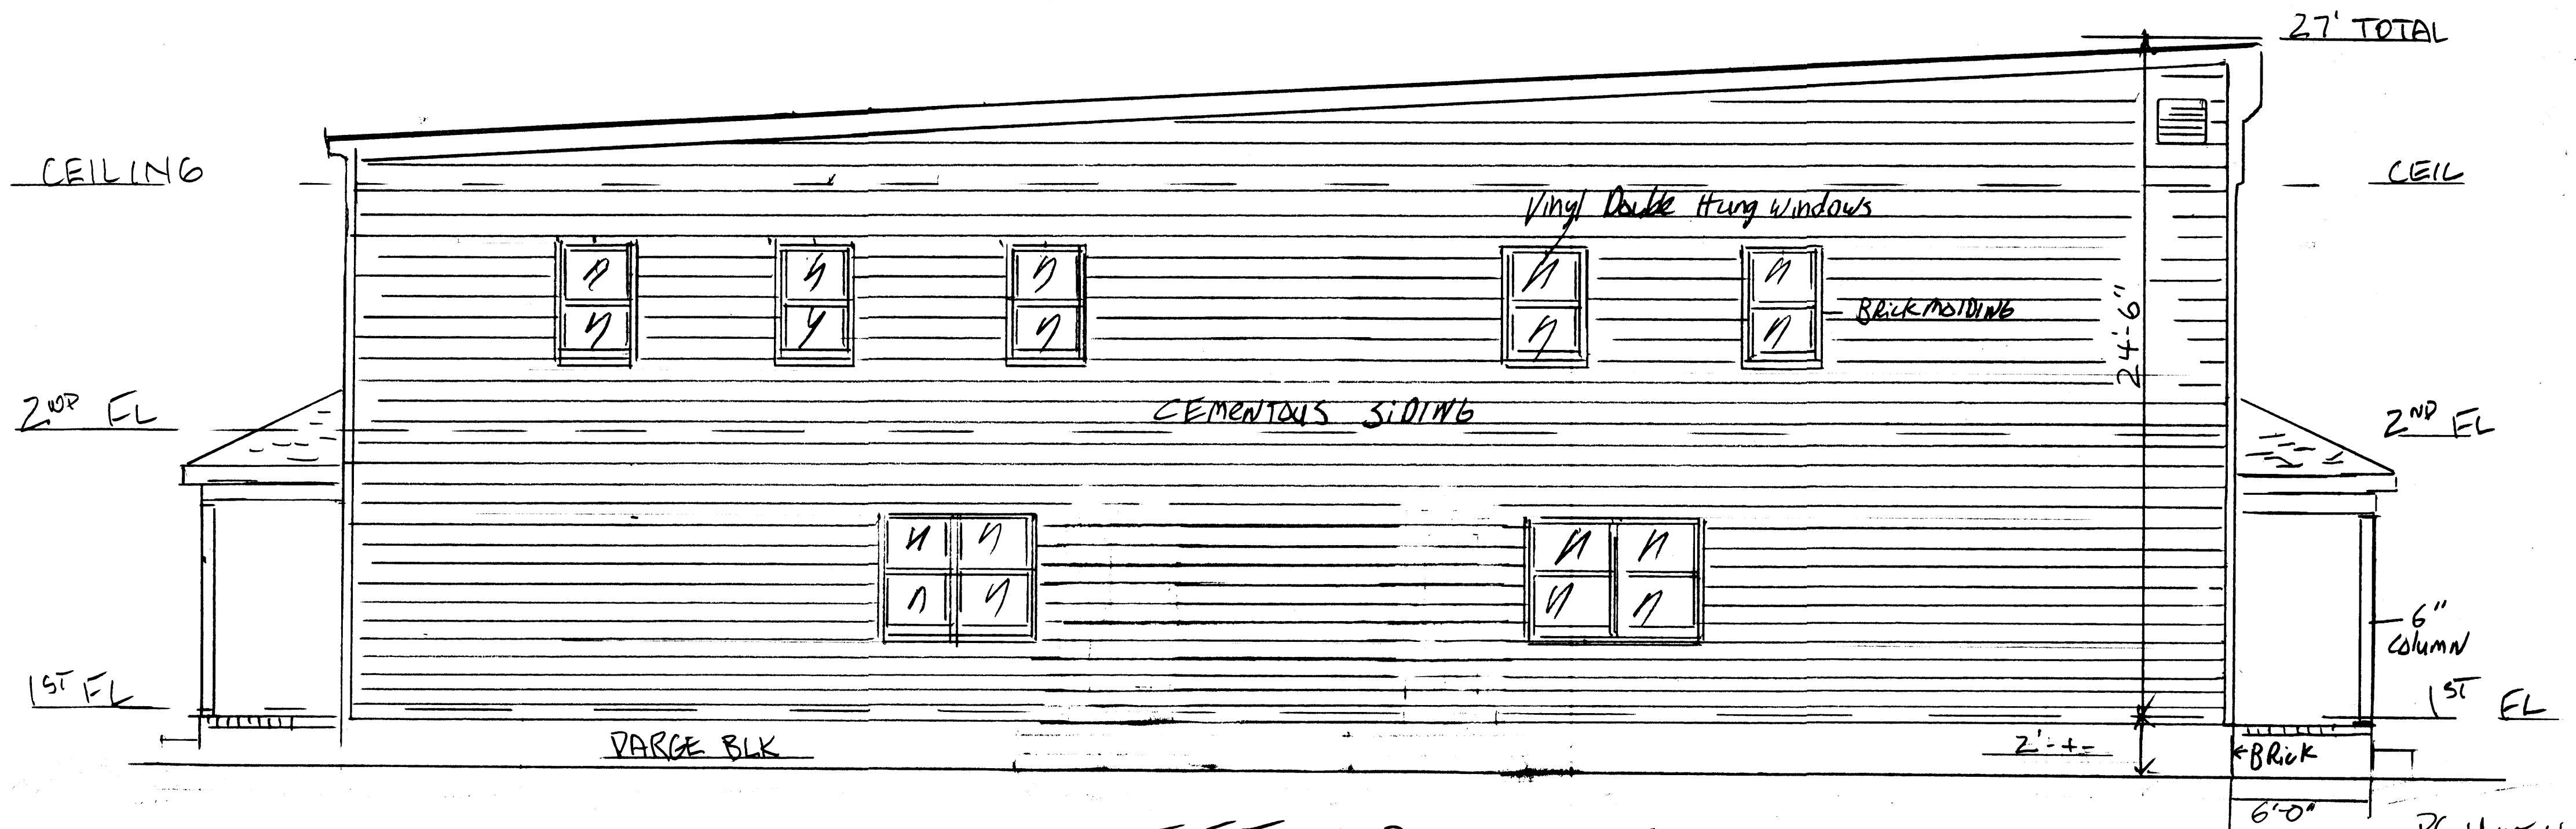 27' TOTAL
CEILING
CEIL
Vinyl Double Hung Windows
BRICKMOLDING
24'-6"
CEMENTOUS SIDING
2ND FL
2ND FL
6"
COLUMN
1ST FL
1ST FL
PARGE BLK
2'-+-
BRICK
6'-0"